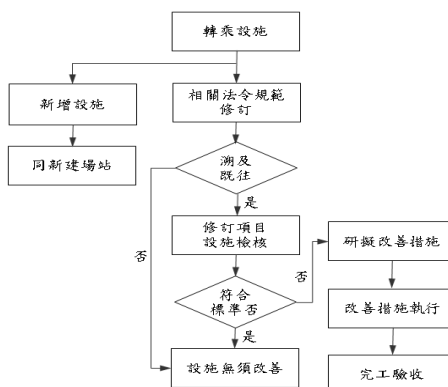 轉乘設施
新增設施
相關法令規範
修訂
同新建場站
溯及
既往
是
否
修訂項目
設施檢核
研擬改善措施
否
符合
標準否
改善措施執行
是
設施無須改善
完工驗收